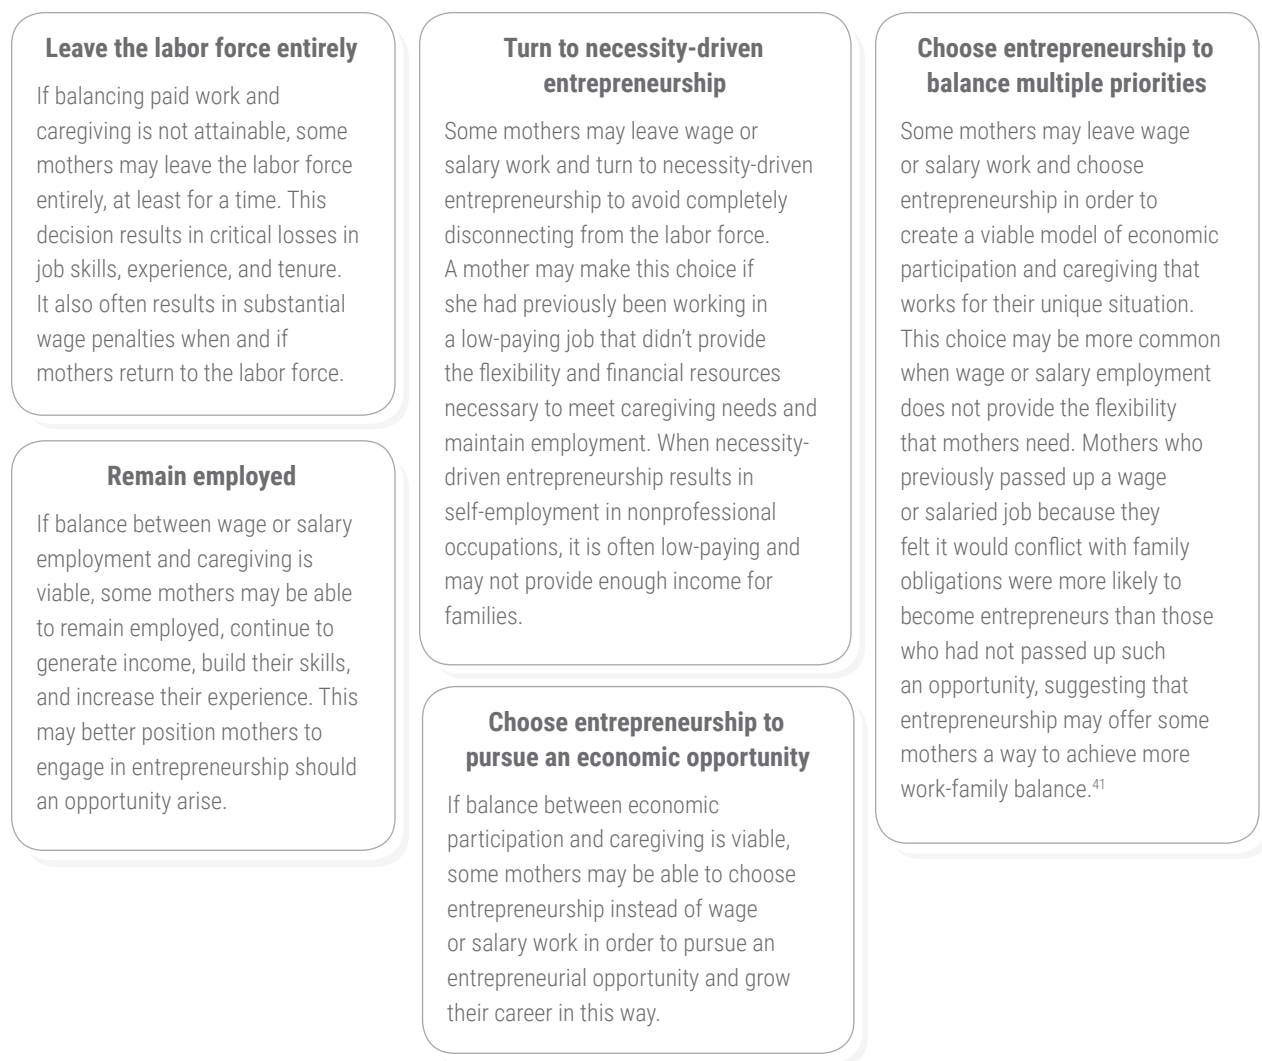 Leave the labor force entirely
If balancing paid work and
caregiving is not attainable, some
mothers may leave the labor force
entirely, at least for a time. This
decision results in critical losses in
job skills, experience, and tenure.
It also often results in substantial
wage penalties when and if
mothers return to the labor force.
Remain employed
If balance between wage or salary
employment and caregiving is
viable, some mothers may be able
to remain employed, continue to
generate income, build their skills,
and increase their experience. This
may better position mothers to
engage in entrepreneurship should
an opportunity arise.
Turn to necessity-driven
entrepreneurship
Some mothers may leave wage or
salary work and turn to necessity-driven
entrepreneurship to avoid completely
disconnecting from the labor force.
A mother may make this choice if
she had previously been working in
a low-paying job that didn’t provide
the flexibility and financial resources
necessary to meet caregiving needs and
maintain employment. When necessity-
driven entrepreneurship results in
self-employment in nonprofessional
occupations, it is often low-paying and
may not provide enough income for
families.
Choose entrepreneurship to
pursue an economic opportunity
If balance between economic
participation and caregiving is viable,
some mothers may be able to choose
entrepreneurship instead of wage
or salary work in order to pursue an
entrepreneurial opportunity and grow
their career in this way.
Choose entrepreneurship to
balance multiple priorities
Some mothers may leave wage
or salary work and choose
entrepreneurship in order to
create a viable model of economic
participation and caregiving that
works for their unique situation.
This choice may be more common
when wage or salary employment
does not provide the flexibility
that mothers need. Mothers who
previously passed up a wage
or salaried job because they
felt it would conflict with family
obligations were more likely to
become entrepreneurs than those
who had not passed up such
an opportunity, suggesting that
entrepreneurship may offer some
mothers a way to achieve more
work-family balance.⁴¹